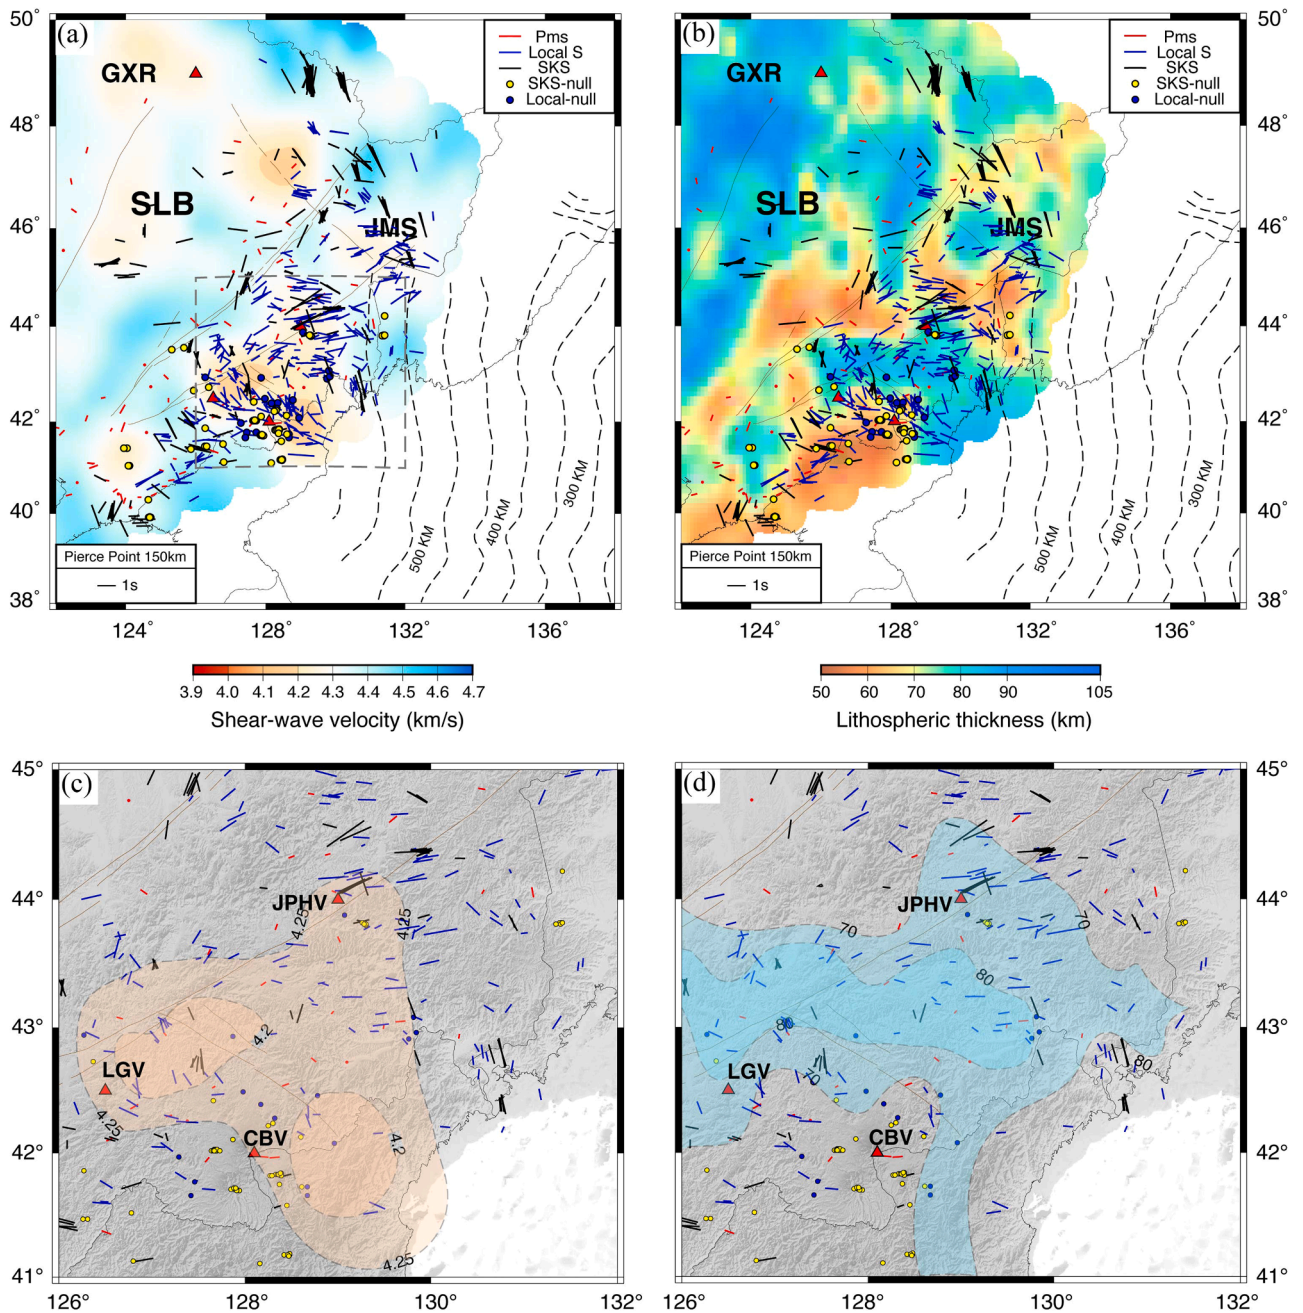 124° 128° 132° 136°
(a)
GXR
SLB
JMS
Pms
Local S
SKS
SKS-null
Local-null
50°
48°
46°
44°
42°
40°
38°
500 KM
400 KM
300 KM
Pierce Point 150km
1s
124° 128° 132° 136°
3.9 4.0 4.1 4.2 4.3 4.4 4.5 4.6 4.7
Shear-wave velocity (km/s)
(b)
GXR
SLB
JMS
Pms
Local S
SKS
SKS-null
Local-null
50°
48°
46°
44°
42°
40°
38°
500 KM
400 KM
300 KM
Pierce Point 150km
1s
124° 128° 132° 136°
50 60 70 80 90 105
Lithospheric thickness (km)
(c)
45°
44°
43°
42°
41°
JPHV
LGV
CBV
4.25
4.25
4.2
4.25
4.2
4.25
126° 128° 130° 132°
(d)
JPHV
LGV
CBV
70
70
80
80
70
80
45°
44°
43°
42°
41°
126° 128° 130° 132°